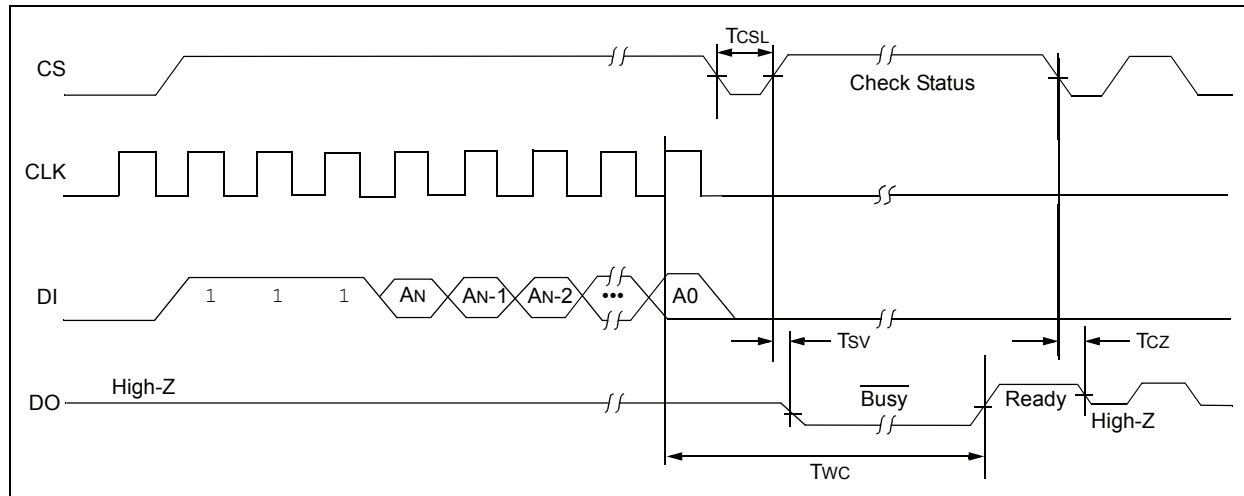 TCSL
CS
Check Status
CLK
DI
1 1 1 AN AN-1 AN-2 ••• A0
TSV
TCZ
High-Z
DO
Busy
Ready
High-Z
TWC